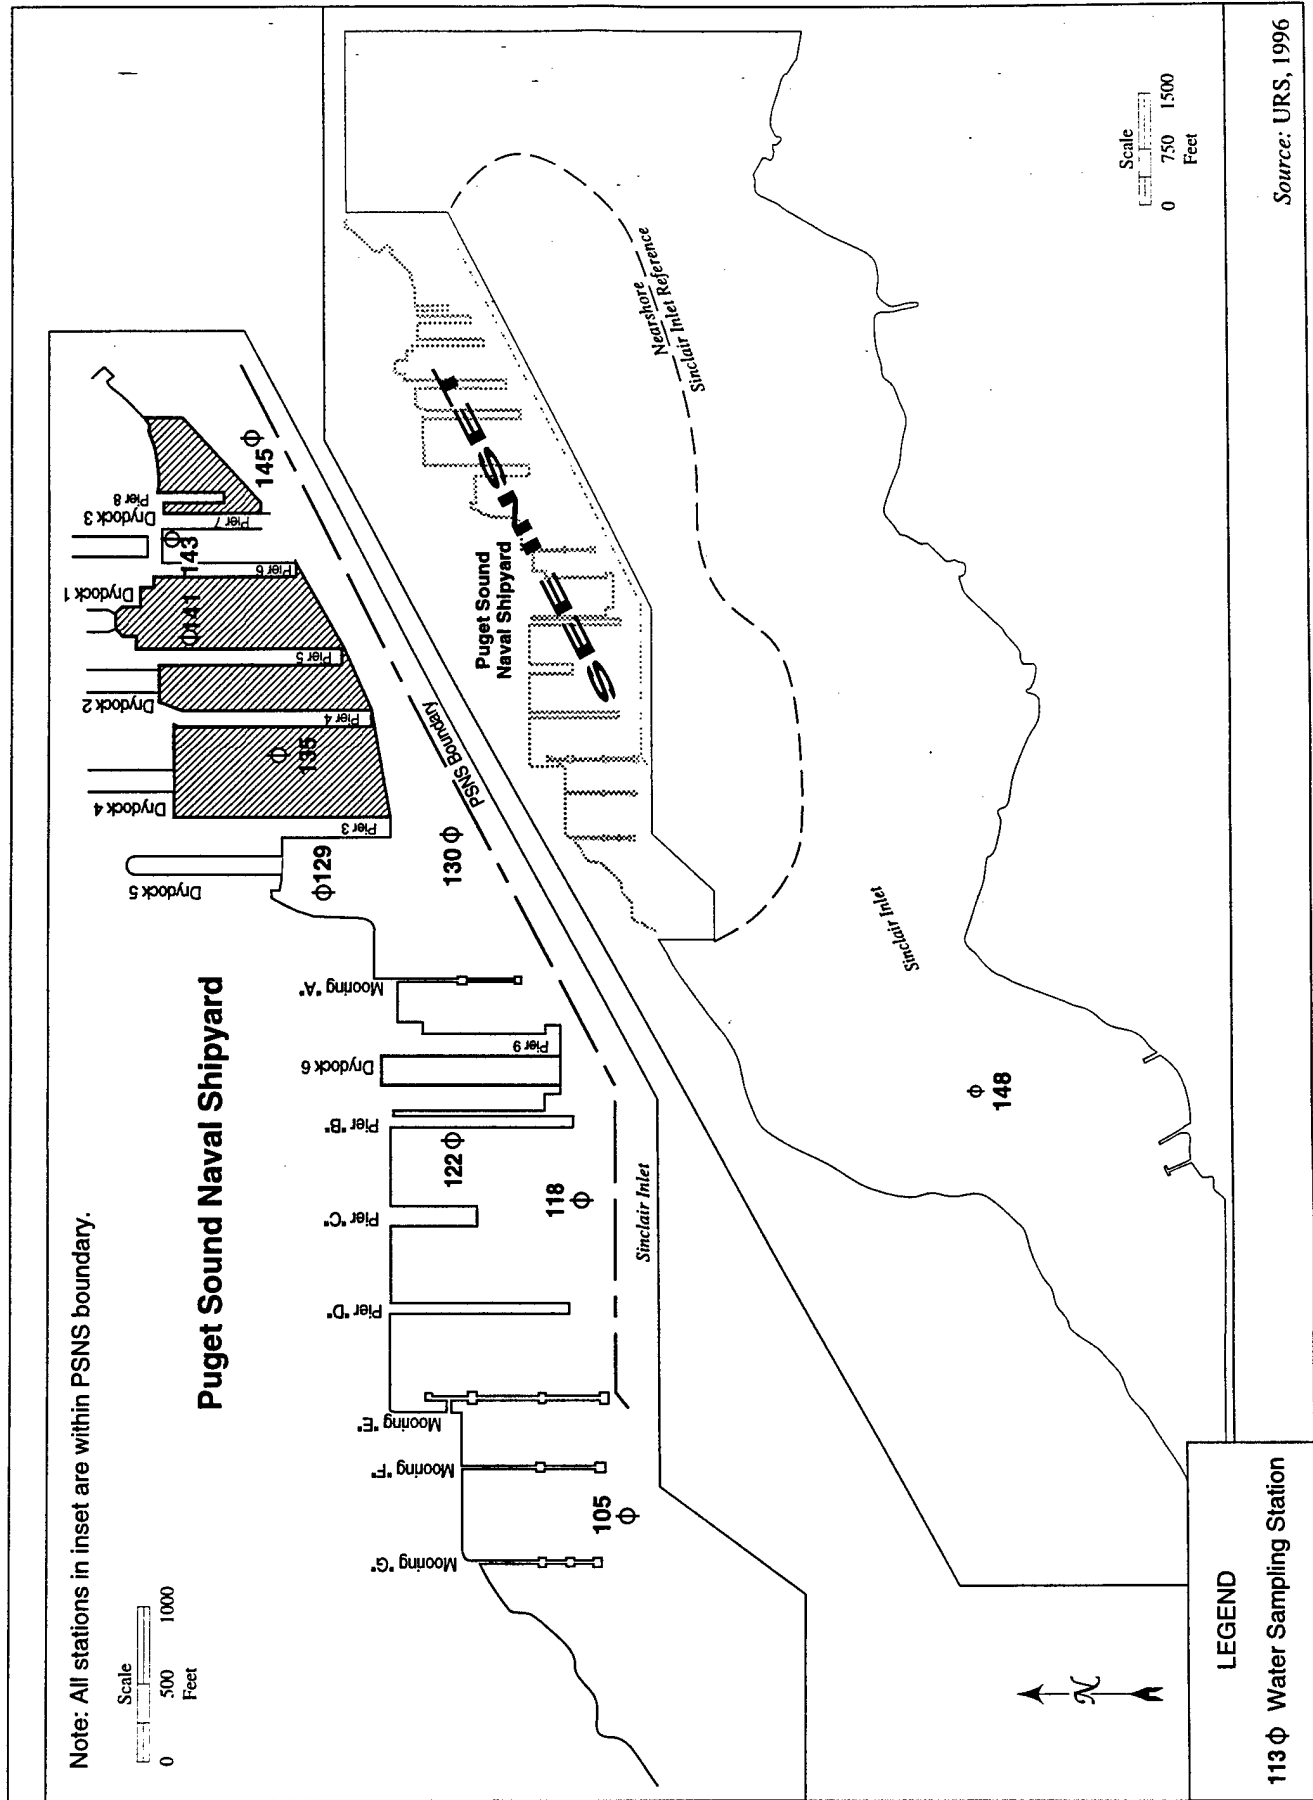 Note: All stations in inset are within PSNS boundary.
Scale
0 500 1000
Feet
Puget Sound Naval Shipyard
Mooring "G"
Mooring "F"
Mooring "E"
Pier "D"
Pier "C"
Pier "B"
Drydock 6
Pier 9
Mooring "A"
Drydock 5
Pier 3
Drydock 4
Pier 4
Drydock 2
Pier 5
Drydock 1
Pier 6
Drydock 3
Pier 7
Pier 8
105 Φ
118 Φ
122 Φ
Φ129
130 Φ
Φ 135
Φ141
Φ 143
145 Φ
PSNS Boundary
Sinclair Inlet
Puget Sound
Naval Shipyard
SEE INSET
Nearshore
Sinclair Inlet Reference
Sinclair Inlet
Φ
148
Scale
0 750 1500
Feet
N
LEGEND
113 Φ Water Sampling Station
Source: URS, 1996